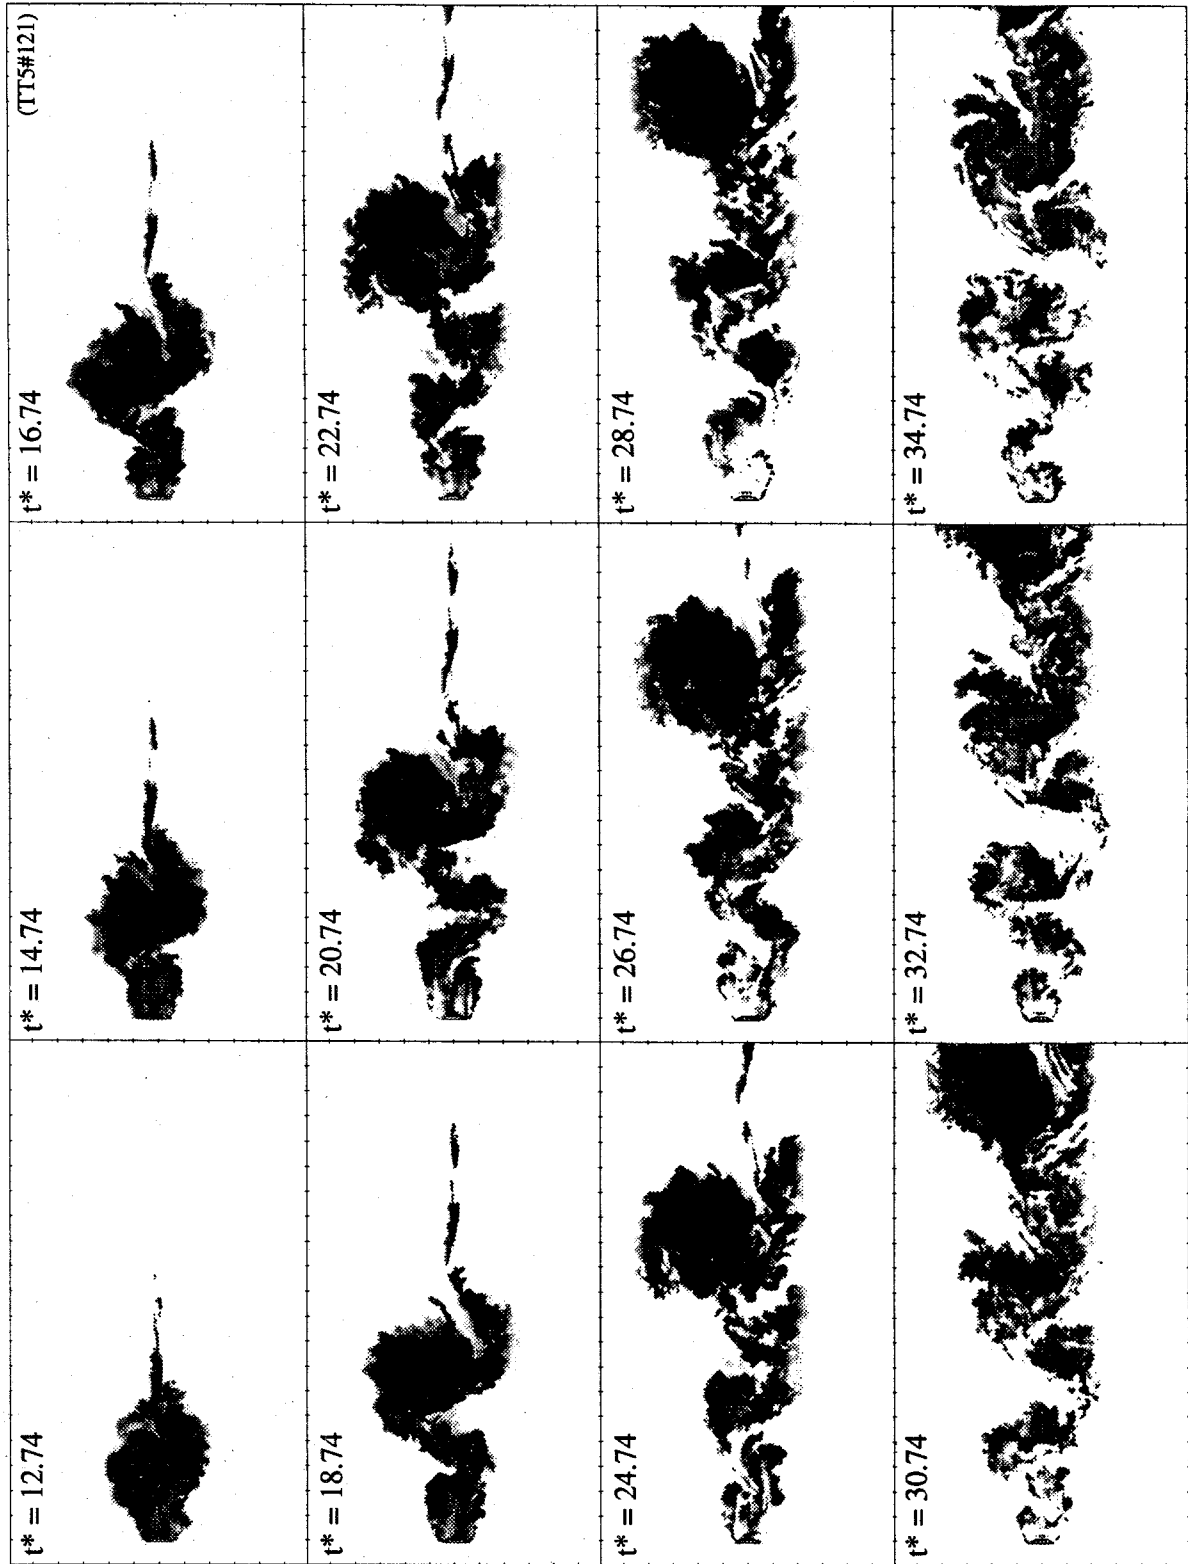 (TT5#121)
t* = 12.74
t* = 14.74
t* = 16.74
t* = 18.74
t* = 20.74
t* = 22.74
t* = 24.74
t* = 26.74
t* = 28.74
t* = 30.74
t* = 32.74
t* = 34.74